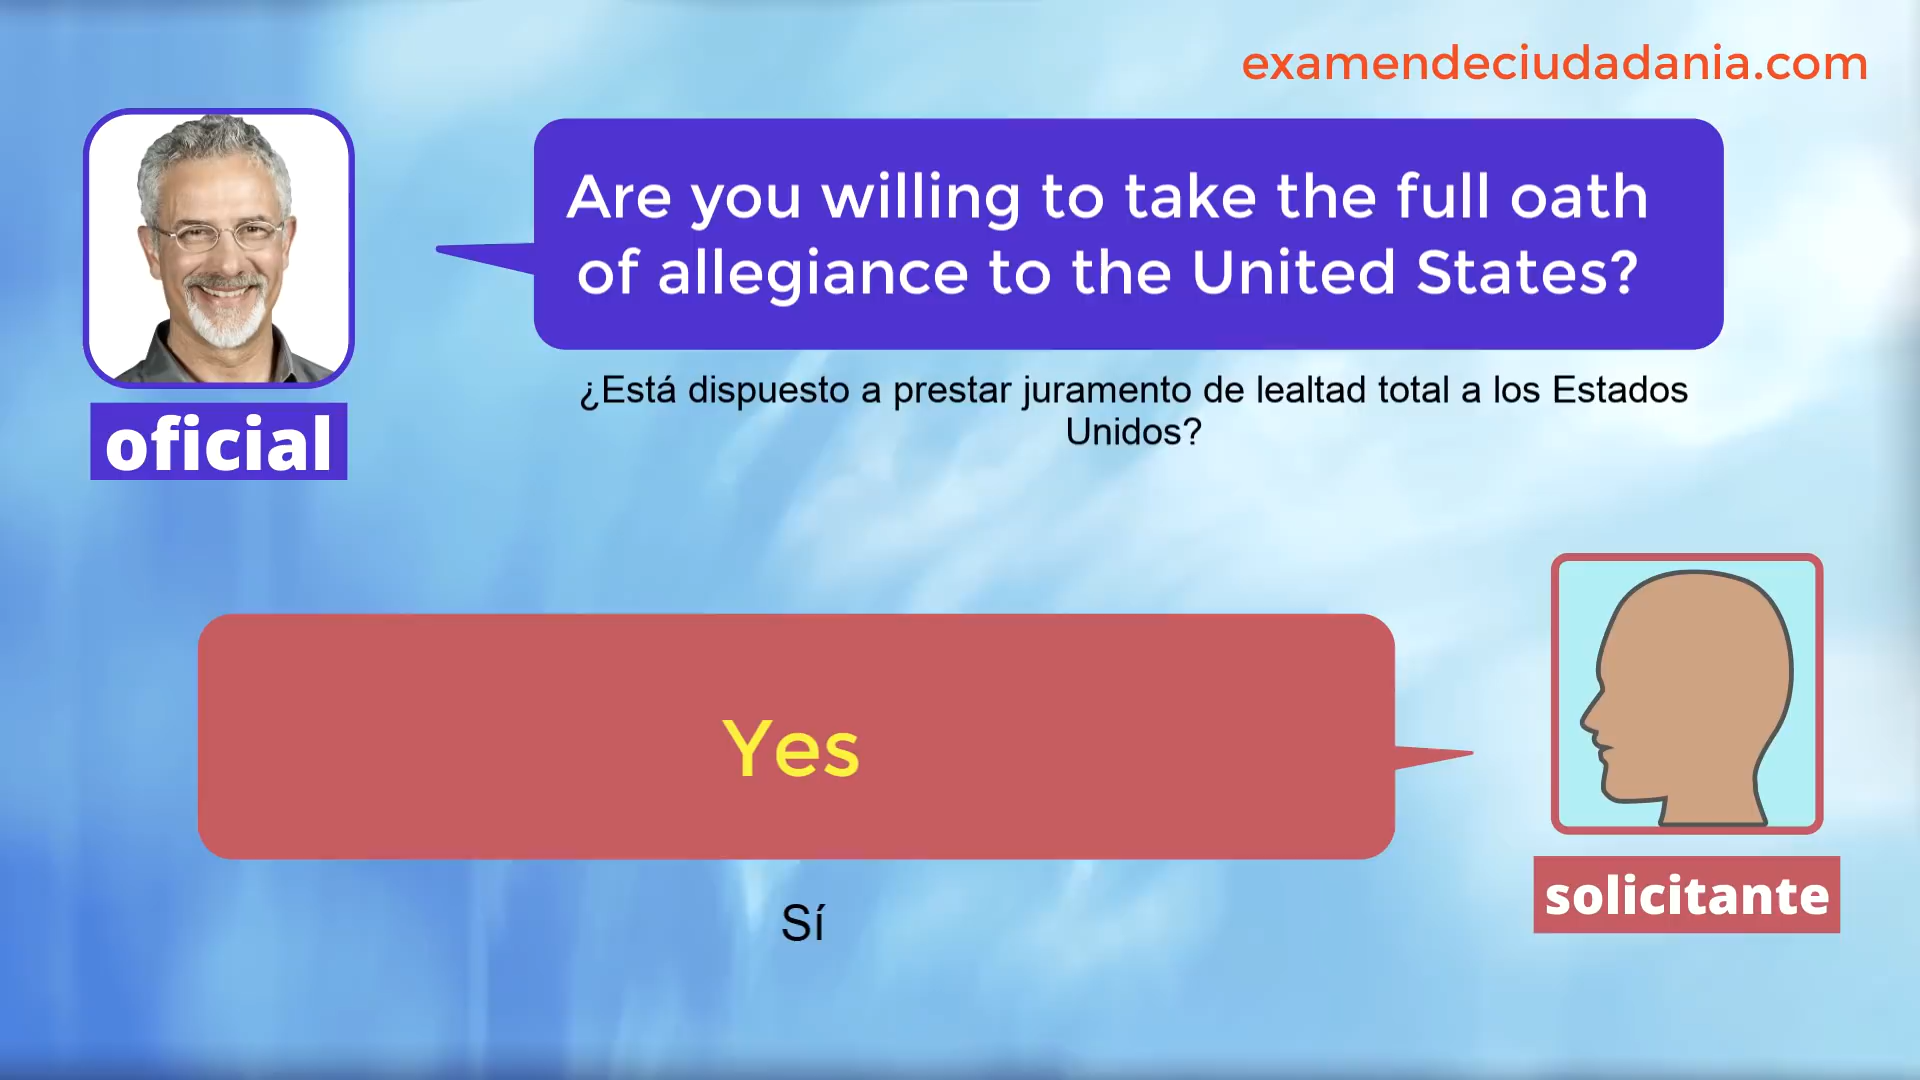 examendeciudadania.com
Are you willing to take the full oath
of allegiance to the United States?
¿Está dispuesto a prestar juramento de lealtad total a los Estados
Unidos?
oficial
Yes
Sí
solicitante